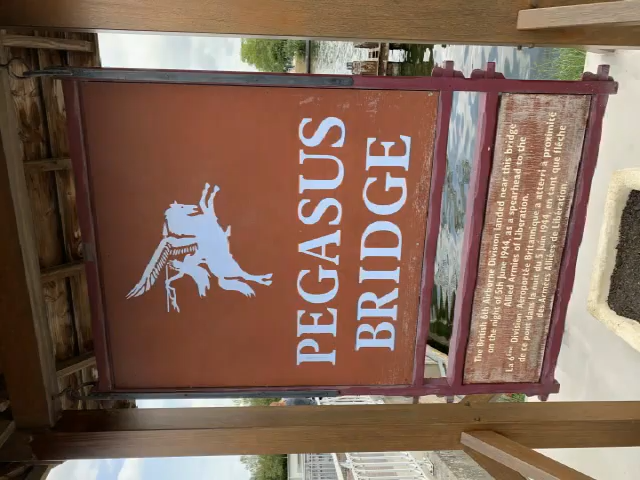 PEGASUS
BRIDGE
The British 6th Airborne Division landed near this bridge
on the night of 5th June 1944, as a spearhead to the
Allied Armies of Liberation.
La 6ème Division Aéroportée Britannique a atterri à proximité
de ce pont dans la nuit du 5 Juin 1944, en tant que flèche
des Armées Alliées de Libération.